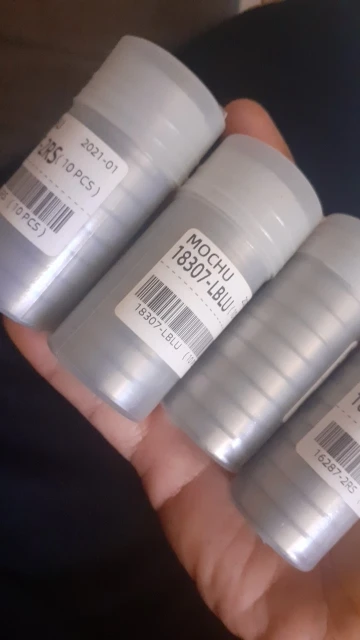 2021-01
2RS (10 PCS)
(10 PCS)
MOCHU
18307-LBLU
18307-LBLU
16287-2RS